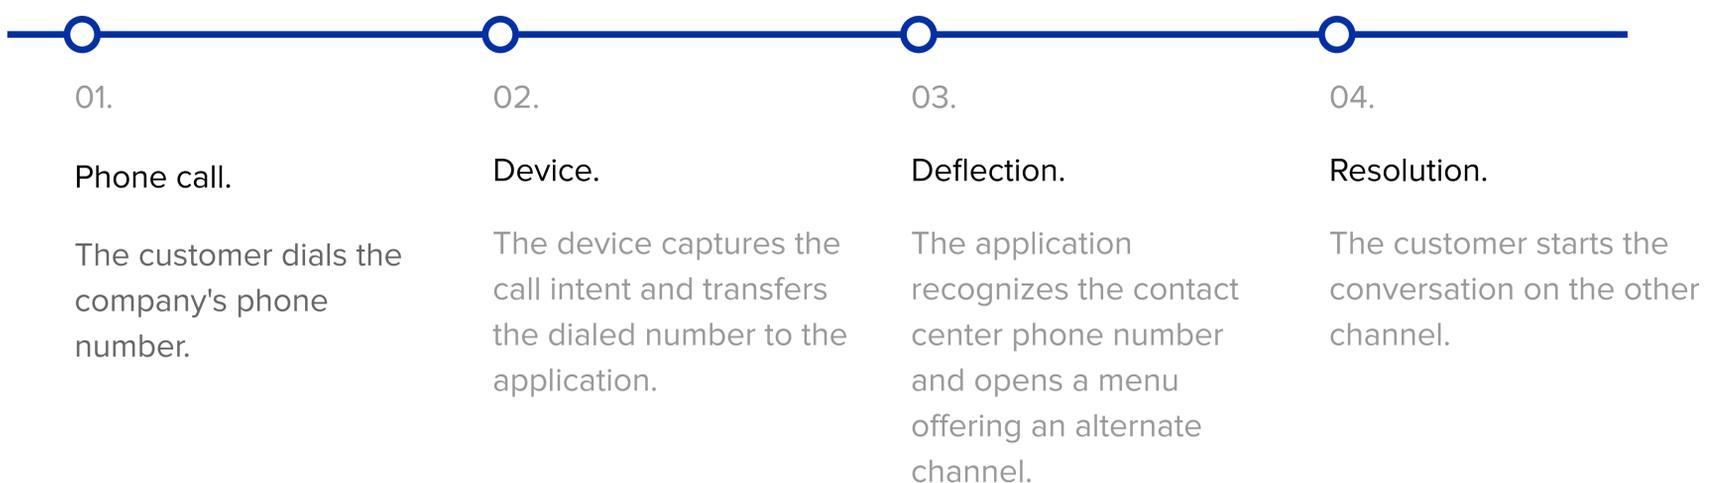 01.
Phone call.
The customer dials the
company's phone
number.
02.
Device.
The device captures the
call intent and transfers
the dialed number to the
application.
03.
Deflection.
The application
recognizes the contact
center phone number
and opens a menu
offering an alternate
channel.
04.
Resolution.
The customer starts the
conversation on the other
channel.